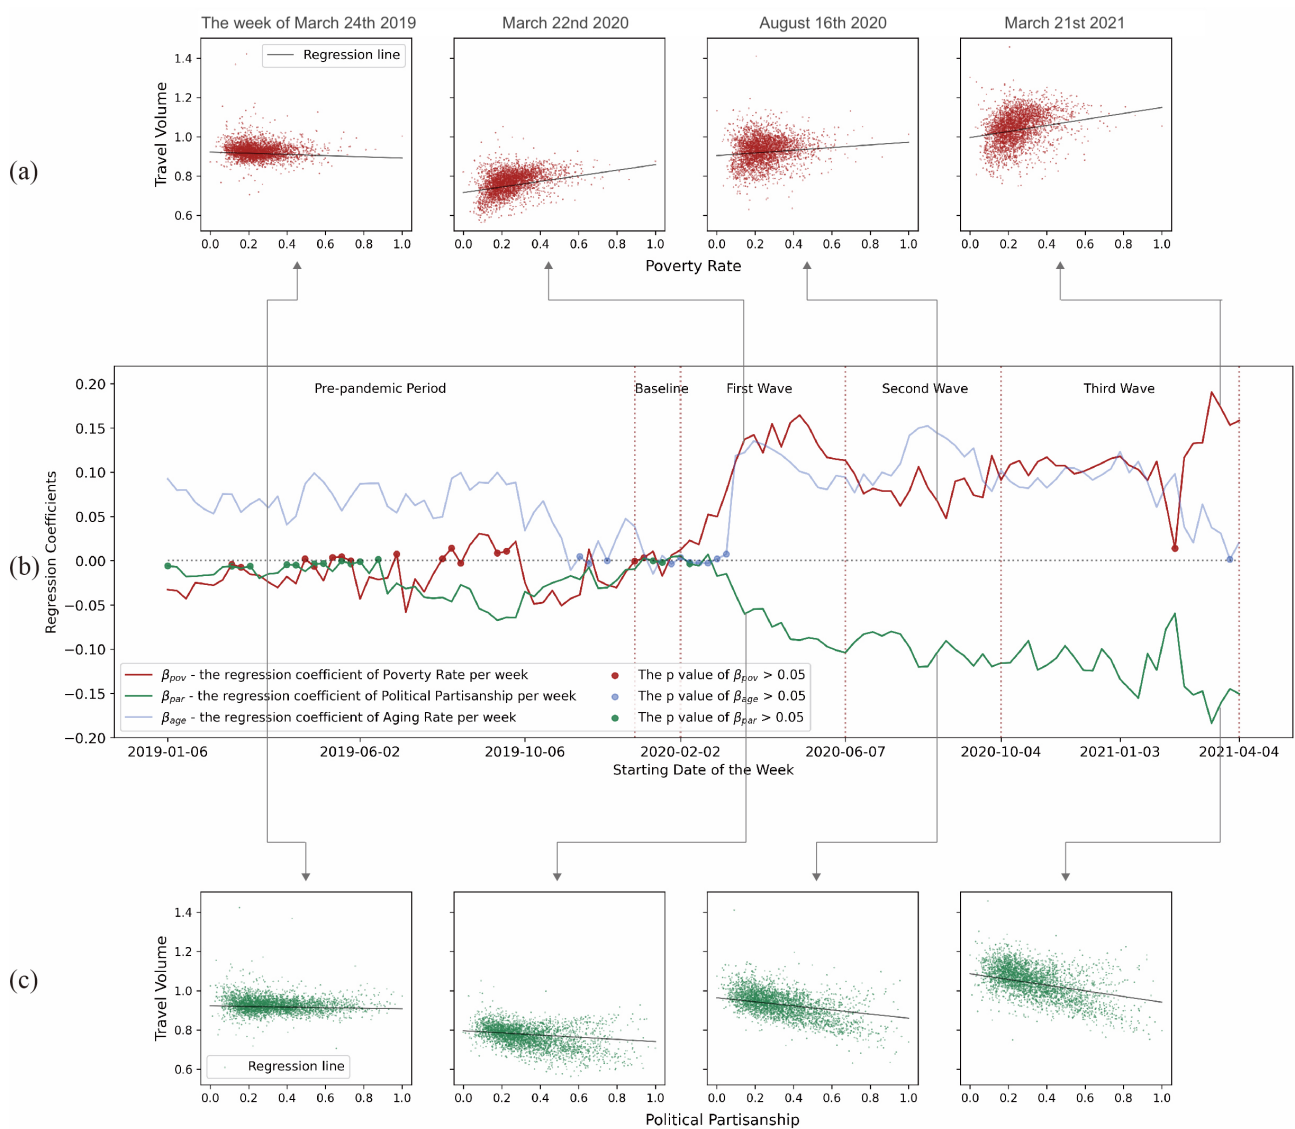 The week of March 24th 2019 March 22nd 2020 August 16th 2020 March 21st 2021
(a)
Travel Volume
1.4
1.2
1.0
0.8
0.6
Regression line
0.0 0.2 0.4 0.6 0.8 1.0 0.0 0.2 0.4 0.6 0.8 1.0 0.0 0.2 0.4 0.6 0.8 1.0 0.0 0.2 0.4 0.6 0.8 1.0
Poverty Rate
(b)
Regression Coefficients
0.20
0.15
0.10
0.05
0.00
−0.05
−0.10
−0.15
−0.20
Pre-pandemic Period Baseline First Wave Second Wave Third Wave
βpov - the regression coefficient of Poverty Rate per week The p value of βpov > 0.05
βpar - the regression coefficient of Political Partisanship per week The p value of βage > 0.05
βage - the regression coefficient of Aging Rate per week The p value of βpar > 0.05
2019-01-06 2019-06-02 2019-10-06 2020-02-02 2020-06-07 2020-10-04 2021-01-03 2021-04-04
Starting Date of the Week
(c)
Travel Volume
1.4
1.2
1.0
0.8
0.6
Regression line
0.0 0.2 0.4 0.6 0.8 1.0 0.0 0.2 0.4 0.6 0.8 1.0 0.0 0.2 0.4 0.6 0.8 1.0 0.0 0.2 0.4 0.6 0.8 1.0
Political Partisanship